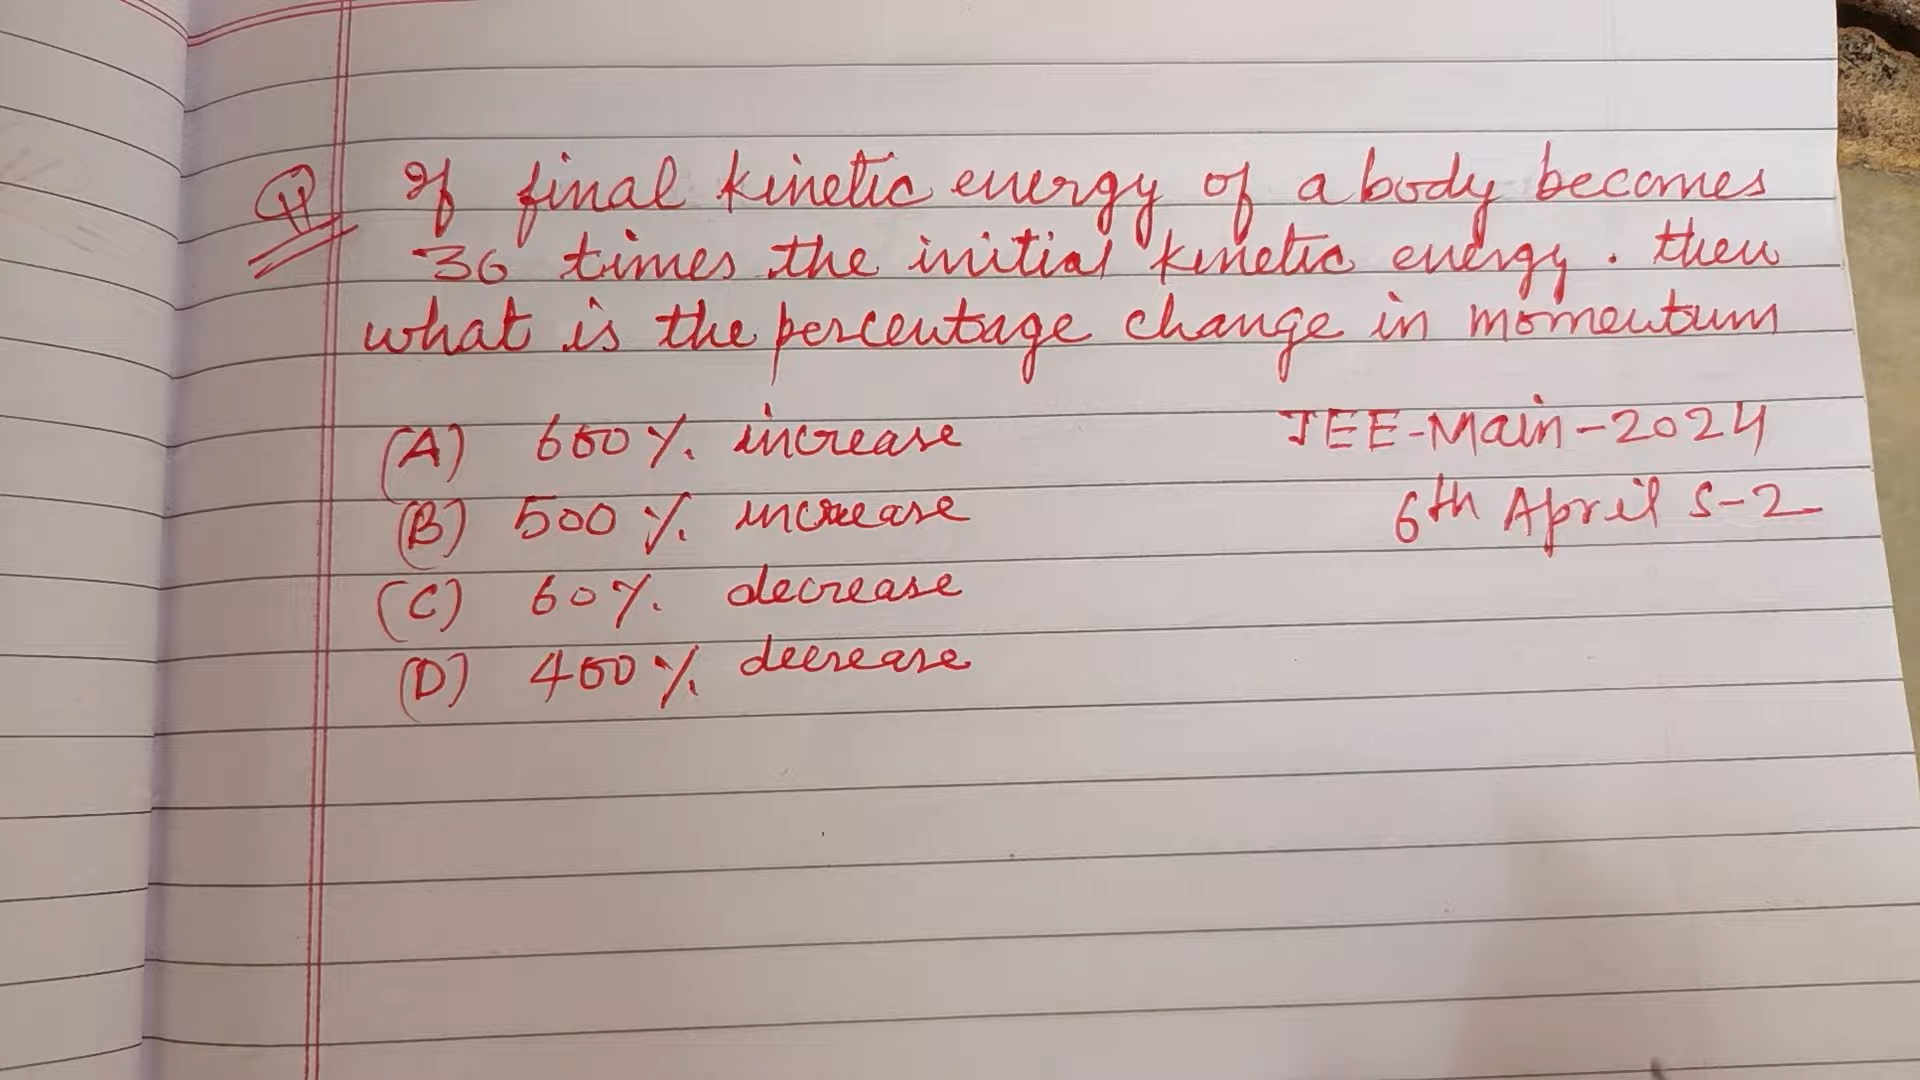 Q If final kinetic energy of a body becomes
36 times the initial kinetic energy. then
what is the percentage change in momentum
(A) 600% increase
JEE-Main-2024
(B) 500% increase
6th April S-2
(C) 60% decrease
(D) 400% decrease